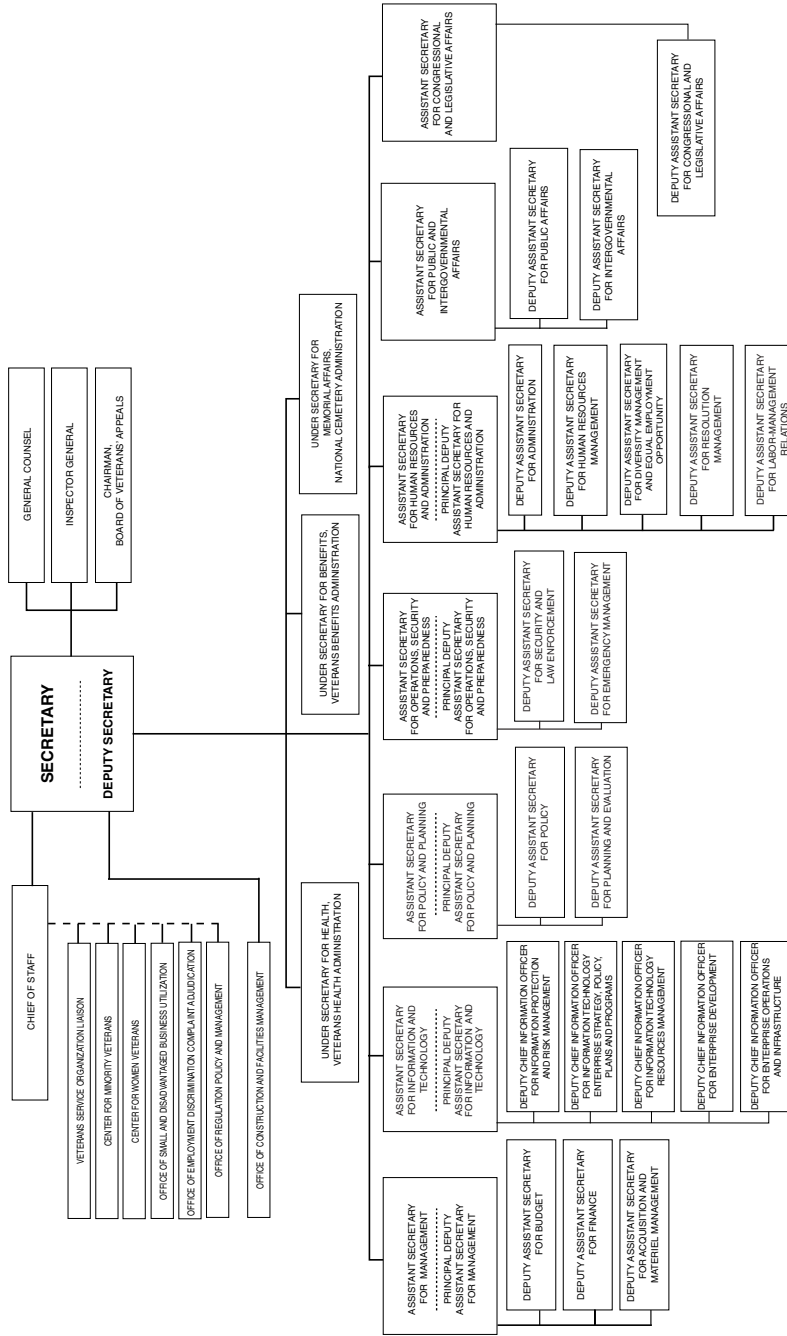 SECRETARY
DEPUTY SECRETARY
CHIEF OF STAFF
VETERANS SERVICE ORGANIZATION LIAISON
CENTER FOR MINORITY VETERANS
CENTER FOR WOMEN VETERANS
OFFICE OF SMALL AND DISADVANTAGED BUSINESS UTILIZATION
OFFICE OF EMPLOYMENT DISCRIMINATION COMPLAINT ADJUDICATION
OFFICE OF REGULATION POLICY AND MANAGEMENT
OFFICE OF CONSTRUCTION AND FACILITIES MANAGEMENT
GENERAL COUNSEL
INSPECTOR GENERAL
CHAIRMAN,
BOARD OF VETERANS' APPEALS
UNDER SECRETARY FOR HEALTH,
VETERANS HEALTH ADMINISTRATION
UNDER SECRETARY FOR BENEFITS,
VETERANS BENEFITS ADMINISTRATION
UNDER SECRETARY FOR
MEMORIAL AFFAIRS,
NATIONAL CEMETERY ADMINISTRATION
ASSISTANT SECRETARY
FOR MANAGEMENT
PRINCIPAL DEPUTY
ASSISTANT SECRETARY
FOR MANAGEMENT
DEPUTY ASSISTANT SECRETARY
FOR BUDGET
DEPUTY ASSISTANT SECRETARY
FOR FINANCE
DEPUTY ASSISTANT SECRETARY
FOR ACQUISITION AND
MATERIEL MANAGEMENT
ASSISTANT SECRETARY
FOR INFORMATION AND
TECHNOLOGY
PRINCIPAL DEPUTY
ASSISTANT SECRETARY
FOR INFORMATION AND
TECHNOLOGY
DEPUTY CHIEF INFORMATION OFFICER
FOR INFORMATION PROTECTION
AND RISK MANAGEMENT
DEPUTY CHIEF INFORMATION OFFICER
FOR INFORMATION TECHNOLOGY
ENTERPRISE STRATEGY, POLICY,
PLANS AND PROGRAMS
DEPUTY CHIEF INFORMATION OFFICER
FOR INFORMATION TECHNOLOGY
RESOURCES MANAGEMENT
DEPUTY CHIEF INFORMATION OFFICER
FOR ENTERPRISE DEVELOPMENT
DEPUTY CHIEF INFORMATION OFFICER
FOR ENTERPRISE OPERATIONS
AND INFRASTRUCTURE
ASSISTANT SECRETARY
FOR POLICY AND PLANNING
PRINCIPAL DEPUTY
ASSISTANT SECRETARY
FOR POLICY AND PLANNING
DEPUTY ASSISTANT SECRETARY
FOR POLICY
DEPUTY ASSISTANT SECRETARY
FOR PLANNING AND EVALUATION
ASSISTANT SECRETARY
FOR OPERATIONS, SECURITY
AND PREPAREDNESS
PRINCIPAL DEPUTY
ASSISTANT SECRETARY
FOR OPERATIONS, SECURITY
AND PREPAREDNESS
DEPUTY ASSISTANT SECRETARY
FOR SECURITY AND
LAW ENFORCEMENT
DEPUTY ASSISTANT SECRETARY
FOR EMERGENCY MANAGEMENT
ASSISTANT SECRETARY
FOR HUMAN RESOURCES
AND ADMINISTRATION
PRINCIPAL DEPUTY
ASSISTANT SECRETARY FOR
HUMAN RESOURCES AND
ADMINISTRATION
DEPUTY ASSISTANT SECRETARY
FOR ADMINISTRATION
DEPUTY ASSISTANT SECRETARY
FOR HUMAN RESOURCES
MANAGEMENT
DEPUTY ASSISTANT SECRETARY
FOR DIVERSITY MANAGEMENT
AND EQUAL EMPLOYMENT
OPPORTUNITY
DEPUTY ASSISTANT SECRETARY
FOR RESOLUTION
MANAGEMENT
DEPUTY ASSISTANT SECRETARY
FOR LABOR-MANAGEMENT
RELATIONS
ASSISTANT SECRETARY
FOR PUBLIC AND
INTERGOVERNMENTAL
AFFAIRS
DEPUTY ASSISTANT SECRETARY
FOR PUBLIC AFFAIRS
DEPUTY ASSISTANT SECRETARY
FOR INTERGOVERNMENTAL
AFFAIRS
ASSISTANT SECRETARY
FOR CONGRESSIONAL
AND LEGISLATIVE AFFAIRS
DEPUTY ASSISTANT SECRETARY
FOR CONGRESSIONAL AND
LEGISLATIVE AFFAIRS